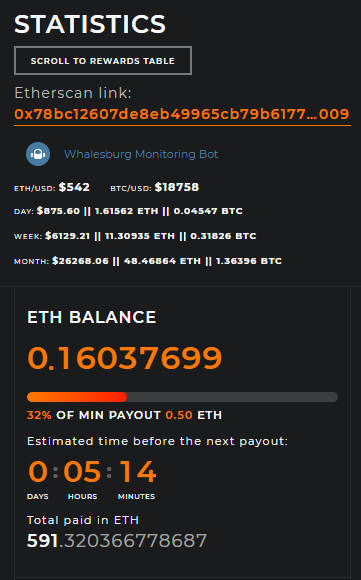 STATISTICS
SCROLL TO REWARDS TABLE
Etherscan link:
0x78bc12607de8eb49965cb79b6177...009
Whalesburg Monitoring Bot
ETH/USD: $542 BTC/USD: $18758
DAY: $875.60 || 1.61562 ETH || 0.04547 BTC
WEEK: $6129.21 || 11.30935 ETH || 0.31826 BTC
MONTH: $26268.06 || 48.46864 ETH || 1.36396 BTC
ETH BALANCE
0.16037699
32% OF MIN PAYOUT 0.50 ETH
Estimated time before the next payout:
0 : 05 : 14
DAYS HOURS MINUTES
Total paid in ETH
591.320366778687